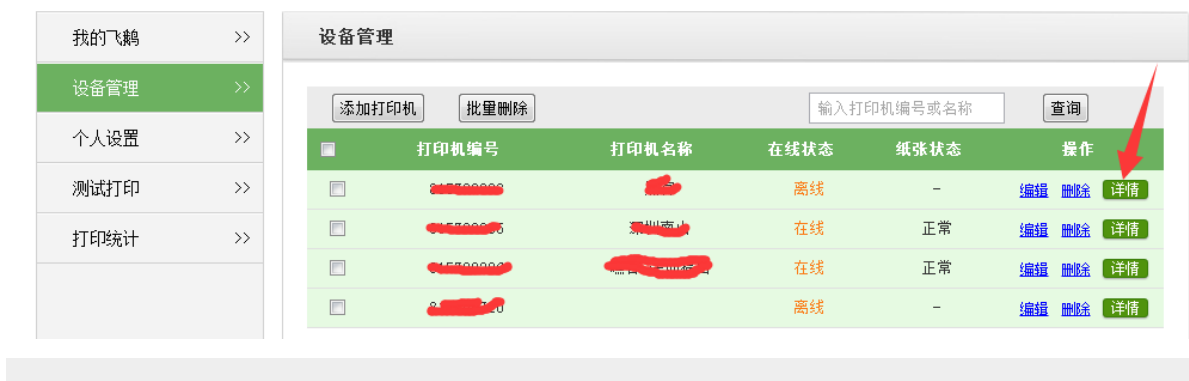 我的飞鹅 >>
设备管理 >>
个人设置 >>
测试打印 >>
打印统计 >>
设备管理
添加打印机 批量删除 输入打印机编号或名称 查询
打印机编号 打印机名称 在线状态 纸张状态 操作
离线 - 编辑 删除 详情
在线 正常 编辑 删除 详情
在线 正常 编辑 删除 详情
离线 - 编辑 删除 详情